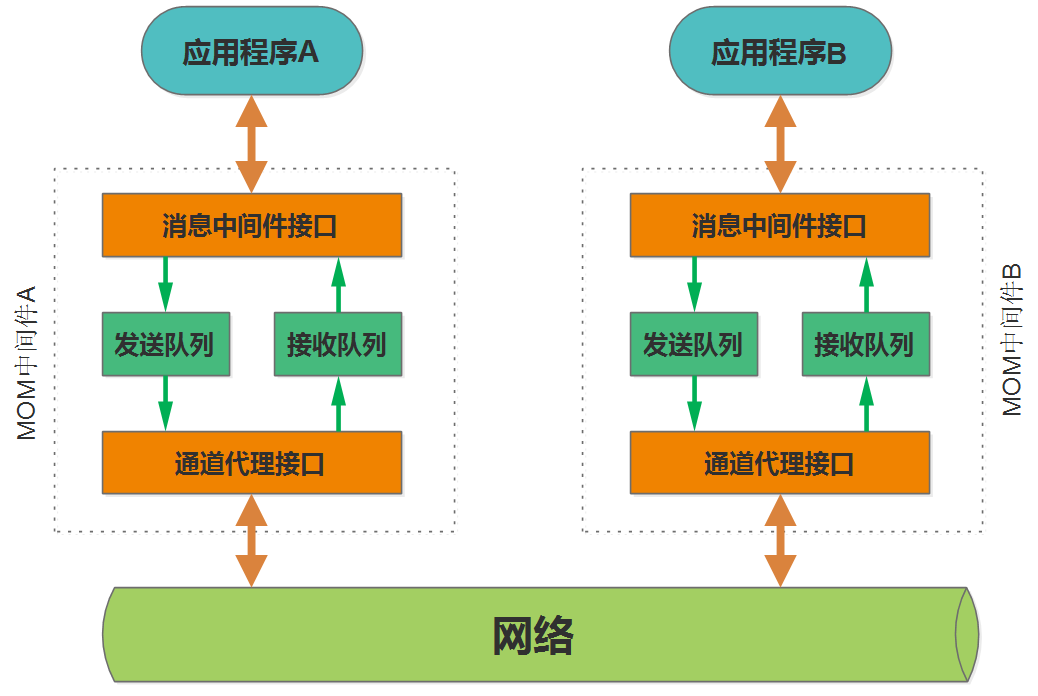 应用程序A
应用程序B
MOM中间件A
消息中间件接口
发送队列
接收队列
通道代理接口
消息中间件接口
发送队列
接收队列
通道代理接口
MOM中间件B
网络